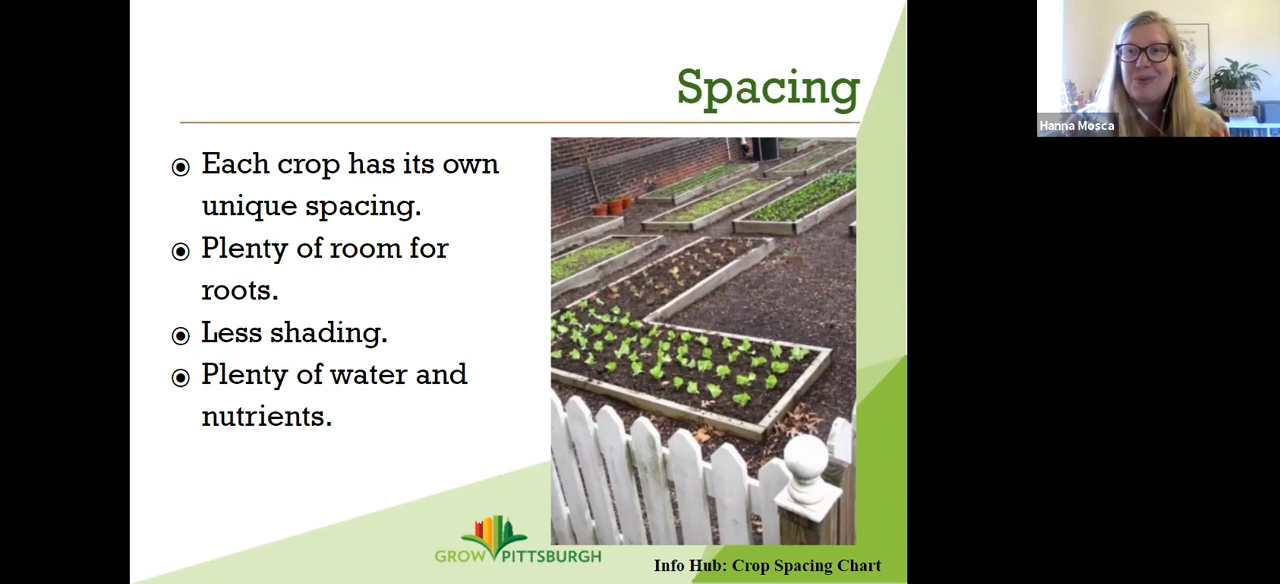 Spacing
Each crop has its own
unique spacing.
Plenty of room for
roots.
Less shading.
Plenty of water and
nutrients.
GROW PITTSBURGH
Info Hub: Crop Spacing Chart
Hanna Mosca